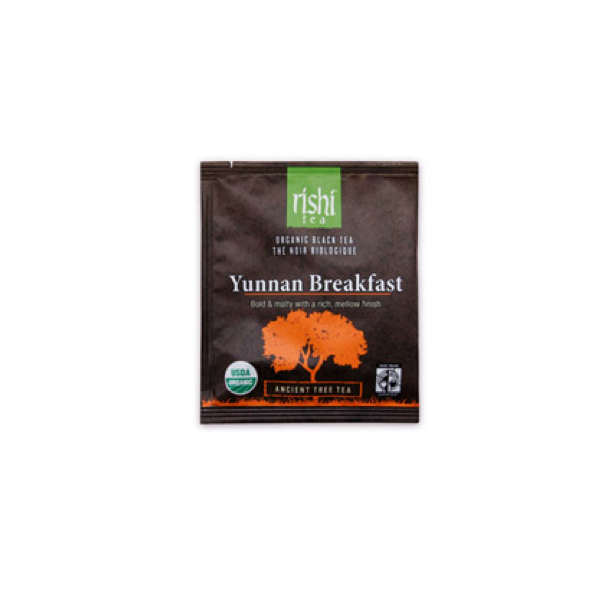 rishi
tea
ORGANIC BLACK TEA
THÉ NOIR BIOLOGIQUE
Yunnan Breakfast
Bold & malty with a rich, mellow finish
USDA
ORGANIC
ANCIENT TREE TEA